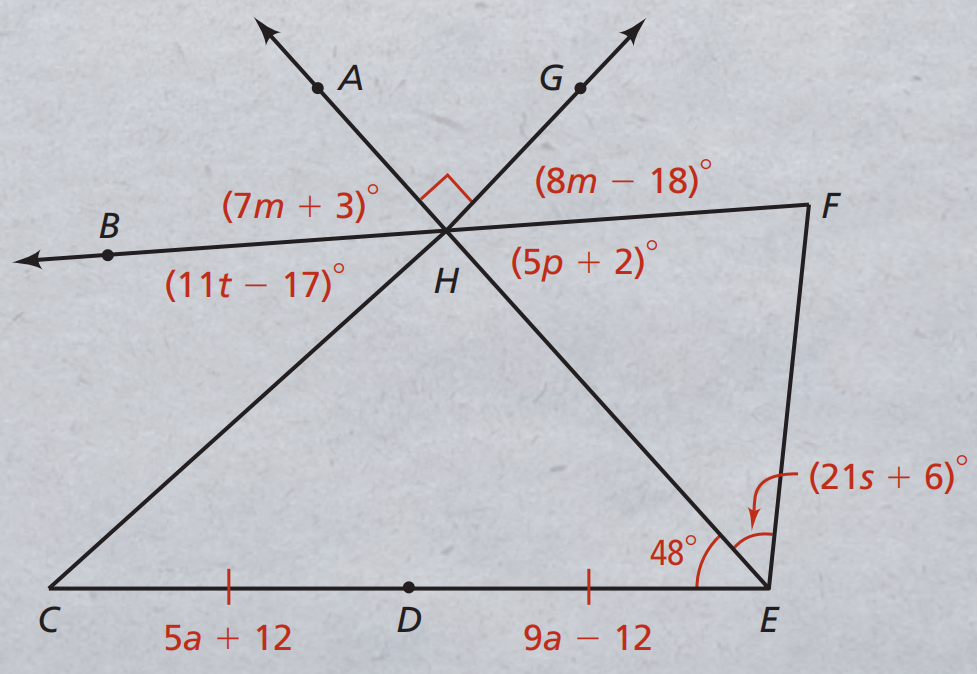 A
G
(8m − 18)°
(7m + 3)°
F
B
(5p + 2)°
H
(11t − 17)°
(21s + 6)°
48°
C
D
E
5a + 12
9a − 12